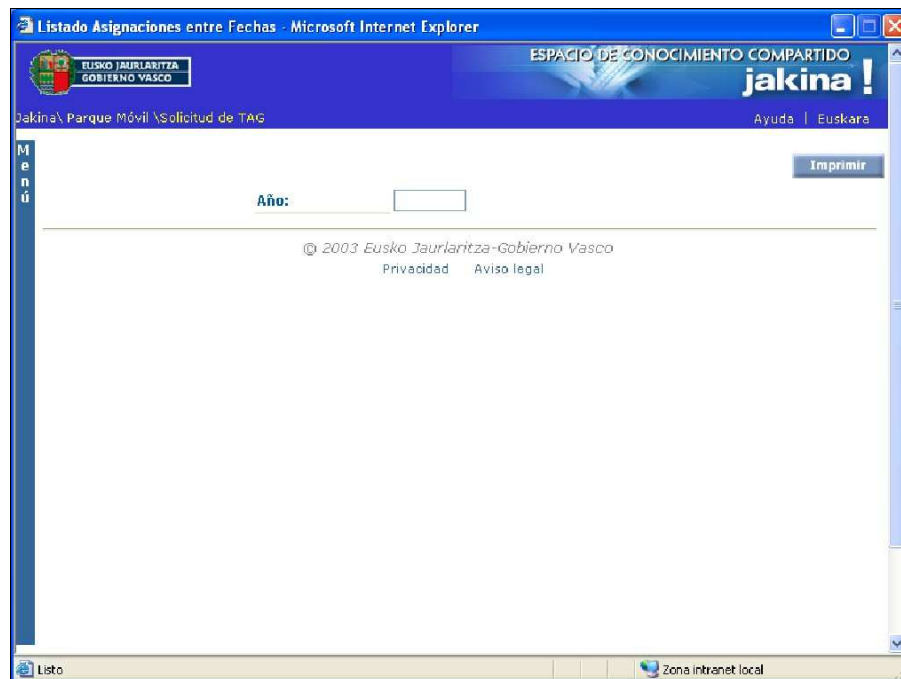 Listado Asignaciones entre Fechas - Microsoft Internet Explorer
EUSKO JAURLARITZA
GOBIERNO VASCO
ESPACIO DE CONOCIMIENTO COMPARTIDO
jakina!
Jakina\ Parque Móvil \Solicitud de TAG
Ayuda | Euskara
Menú
Imprimir
Año:
© 2003 Eusko Jaurlaritza-Gobierno Vasco
Privacidad Aviso legal
Listo
Zona intranet local